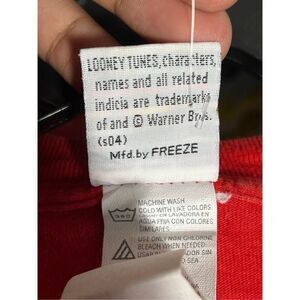 LOONEY TUNES, characters,
names and all related
indicia are trademarks
of and © Warner Bros.
(s04)
Mfd. by FREEZE
MACHINE WASH
COLD WITH LIKE COLORS
LAVAR EN LAVADORA EN
AGUA FRIA CON COLORES
SIMILARES
USE ONLY NON CHLORINE
BLEACH WHEN NEEDED
SIN